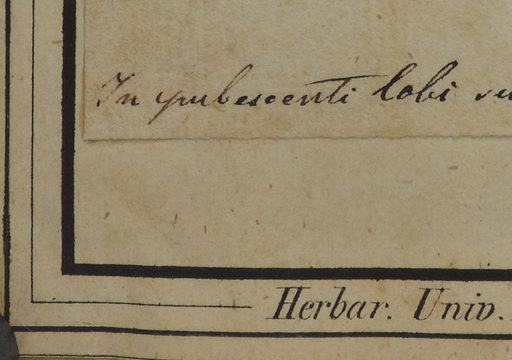 In pubescenti lobi
Herbar. Univ.